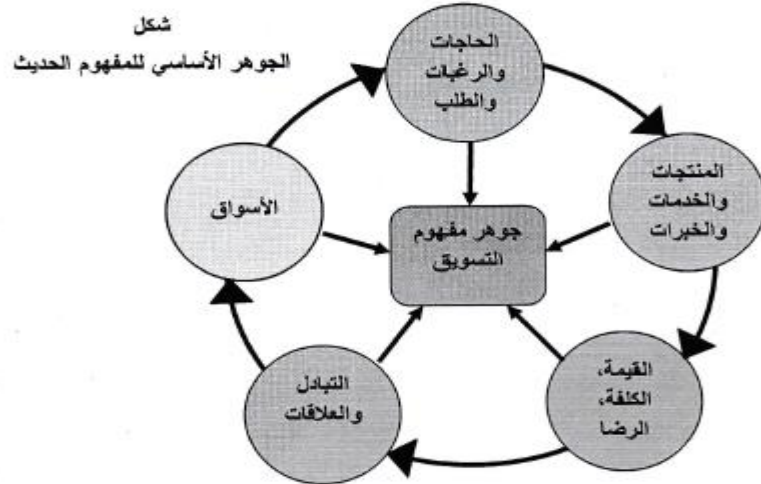 شكل
الجوهر الأساسي للمفهوم الحديث
الحاجات
والرغبات
والطلب
المنتجات
والخدمات
والخبرات
القيمة،
الكلفة،
الرضا
التبادل
والعلاقات
الأسواق
جوهر مفهوم
التسويق